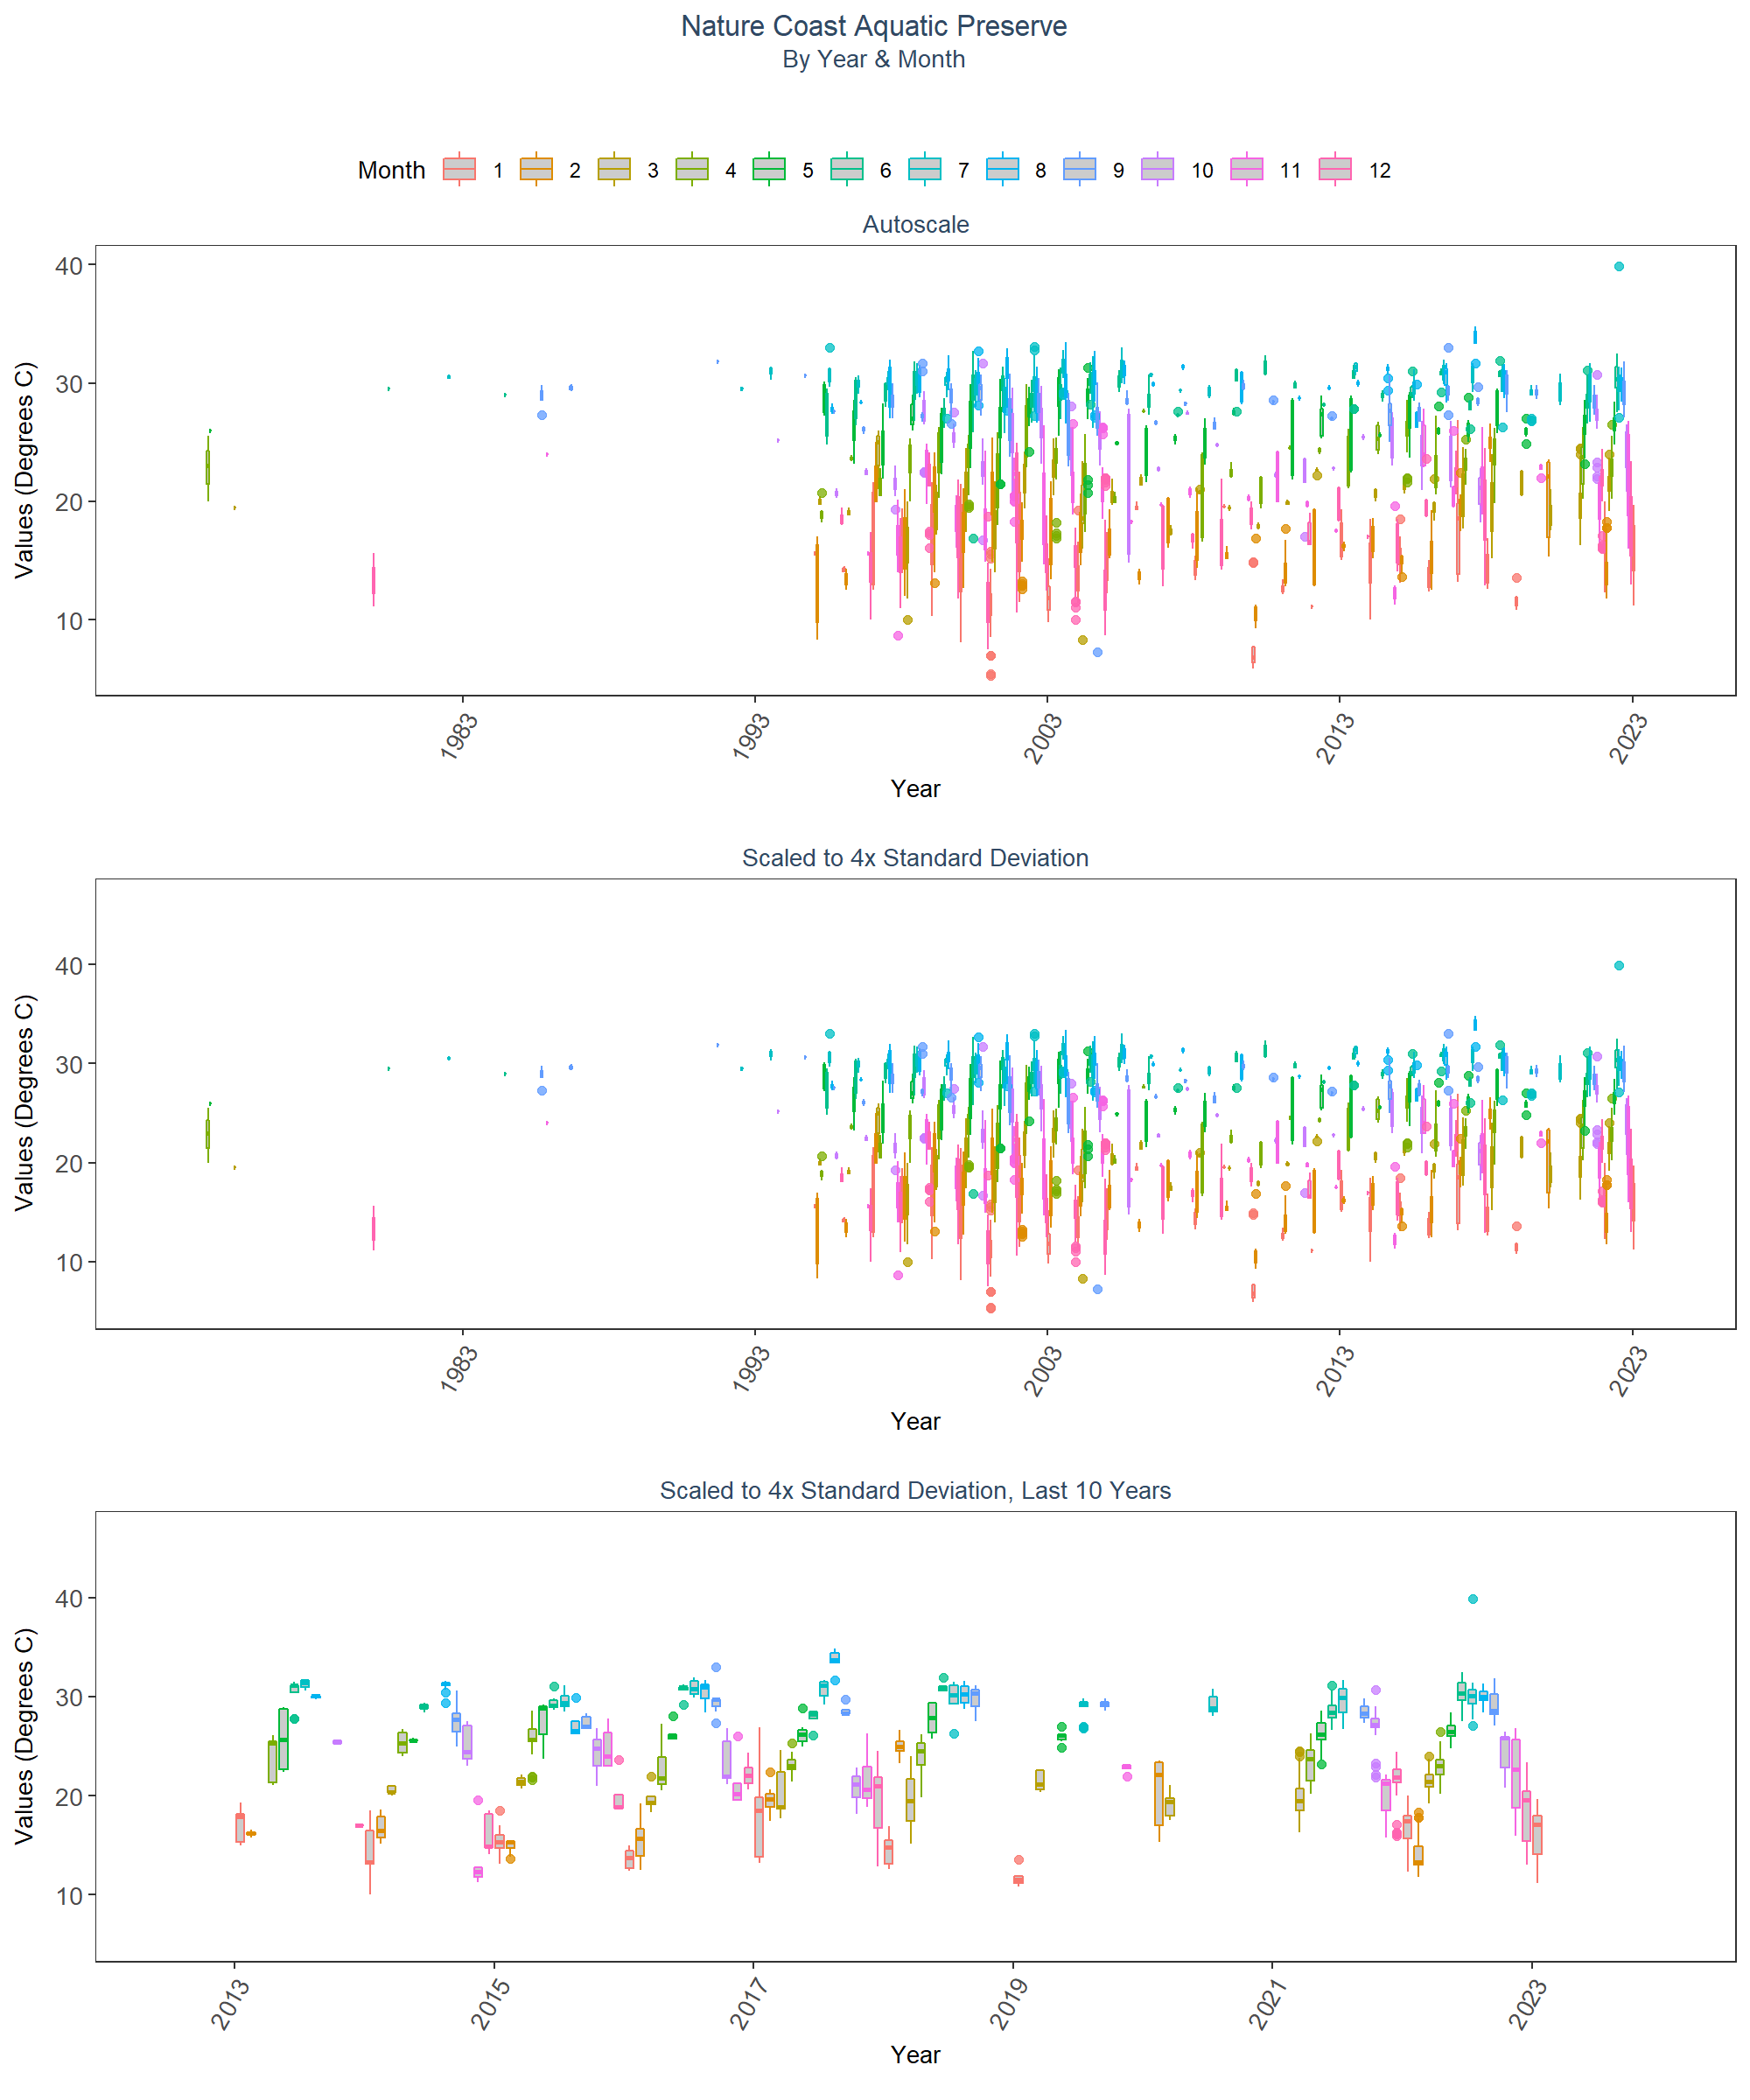 Nature Coast Aquatic Preserve
By Year & Month
Month 1 2 3 4 5 6 7 8 9 10 11 12
Autoscale
Values (Degrees C)
40
30
20
10
1983 1993 2003 2013 2023
Year
Scaled to 4x Standard Deviation
Values (Degrees C)
40
30
20
10
1983 1993 2003 2013 2023
Year
Scaled to 4x Standard Deviation, Last 10 Years
Values (Degrees C)
40
30
20
10
2013 2015 2017 2019 2021 2023
Year